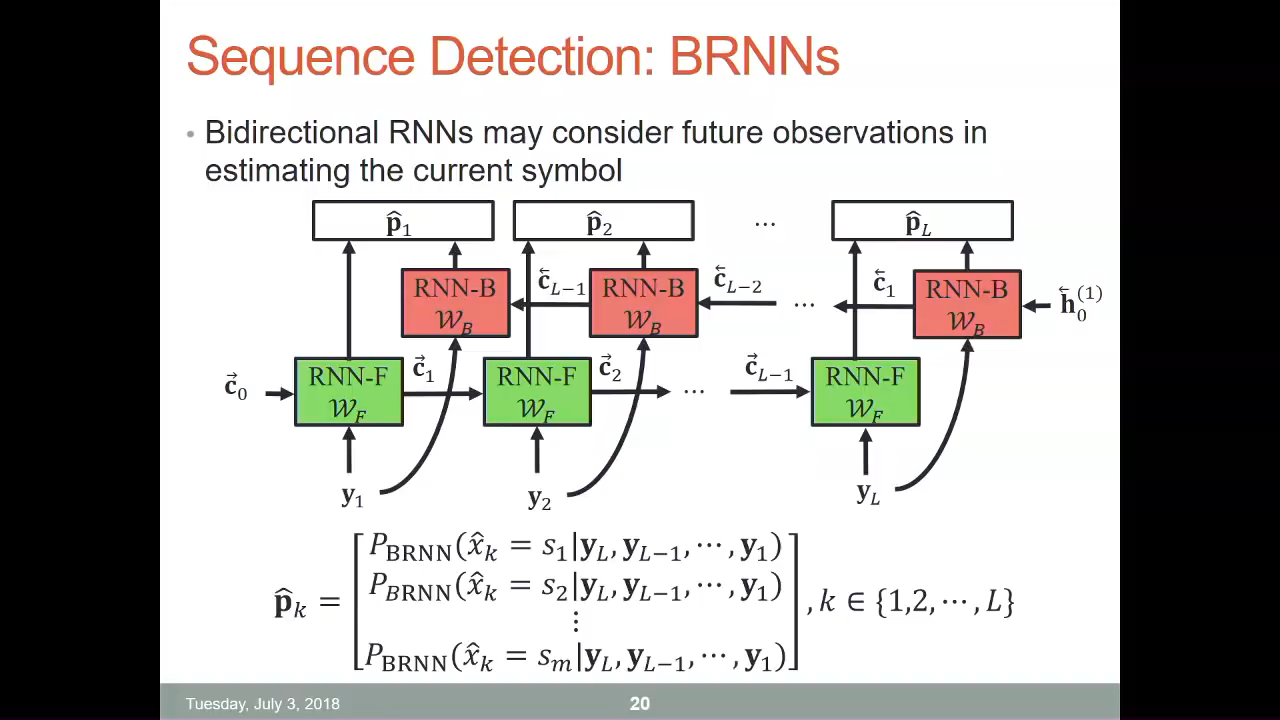 Sequence Detection: BRNNs
• Bidirectional RNNs may consider future observations in
estimating the current symbol
p̂₁ p̂₂ ⋯ p̂_L
RNN-B 𝒲_B c⃖_{L−1} RNN-B 𝒲_B c⃖_{L−2} ⋯ c⃖₁ RNN-B 𝒲_B h⃖₀⁽¹⁾
c⃗₀ RNN-F 𝒲_F c⃗₁ RNN-F 𝒲_F c⃗₂ ⋯ c⃗_{L−1} RNN-F 𝒲_F
y₁ y₂ y_L
P_BRNN(x̂_k = s₁|y_L, y_{L−1}, ⋯, y₁)
P_BRNN(x̂_k = s₂|y_L, y_{L−1}, ⋯, y₁)
p̂_k = ⋮ , k ∈ {1,2, ⋯, L}
P_BRNN(x̂_k = s_m|y_L, y_{L−1}, ⋯, y₁)
Tuesday, July 3, 2018 20